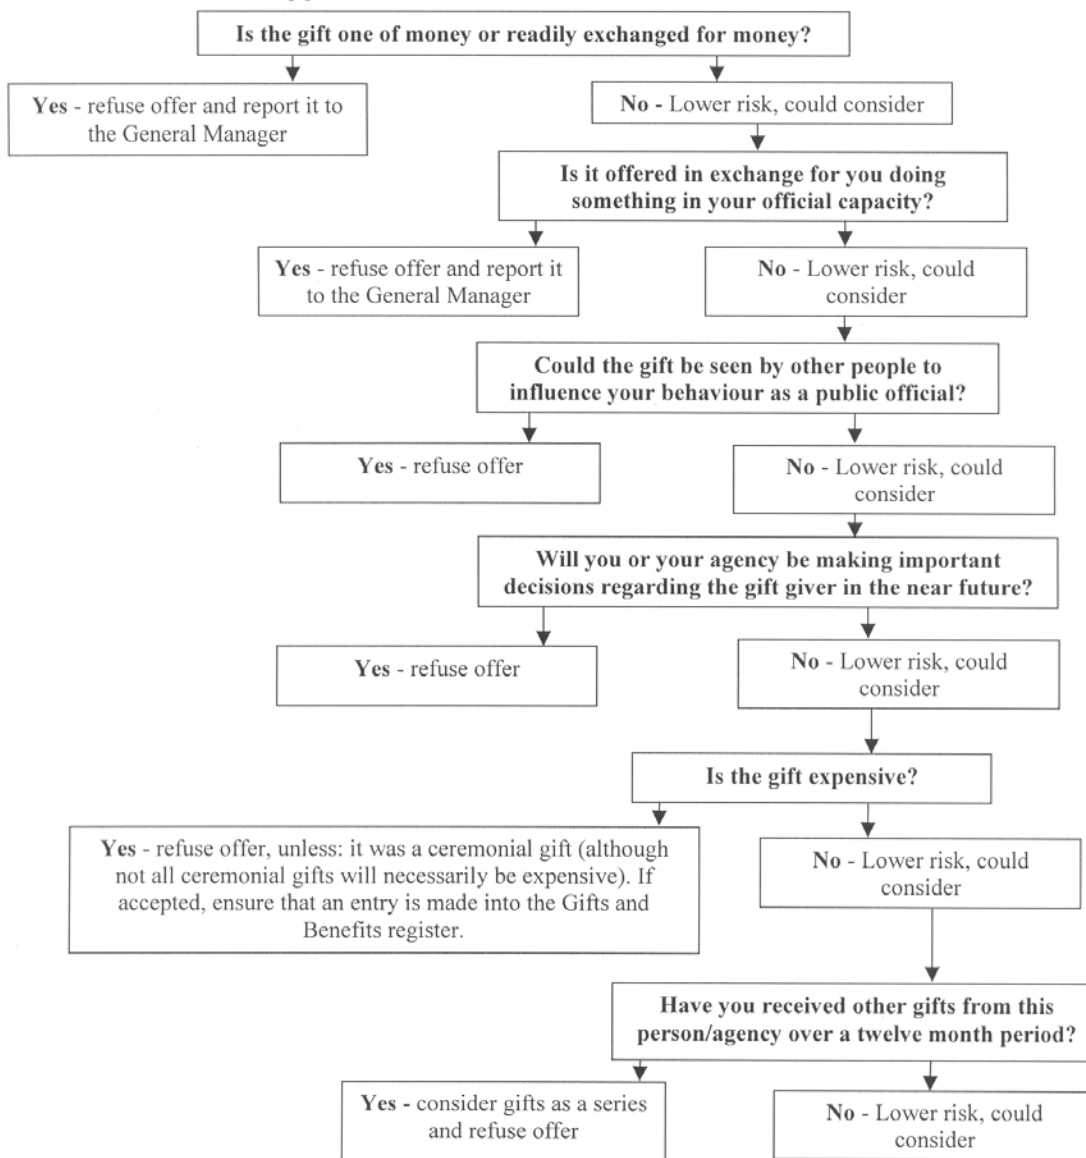 Is the gift one of money or readily exchanged for money?
Yes - refuse offer and report it to
the General Manager
No - Lower risk, could consider
Is it offered in exchange for you doing
something in your official capacity?
Yes - refuse offer and report it
to the General Manager
No - Lower risk, could
consider
Could the gift be seen by other people to
influence your behaviour as a public official?
Yes - refuse offer
No - Lower risk, could
consider
Will you or your agency be making important
decisions regarding the gift giver in the near future?
Yes - refuse offer
No - Lower risk, could
consider
Is the gift expensive?
Yes - refuse offer, unless: it was a ceremonial gift (although
not all ceremonial gifts will necessarily be expensive). If
accepted, ensure that an entry is made into the Gifts and
Benefits register.
No - Lower risk, could
consider
Have you received other gifts from this
person/agency over a twelve month period?
Yes - consider gifts as a series
and refuse offer
No - Lower risk, could
consider